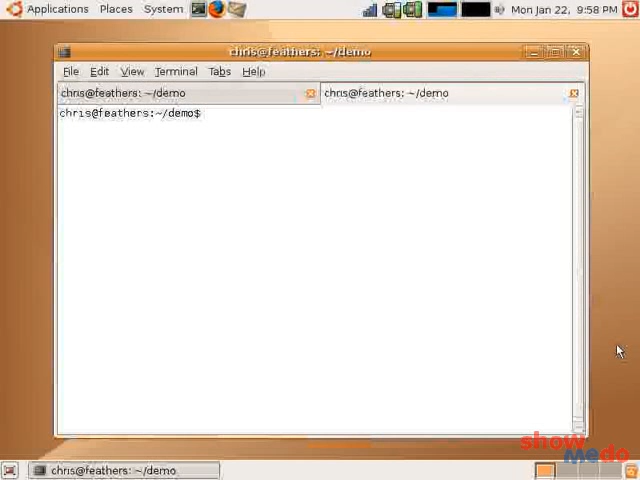 Applications Places System Mon Jan 22, 9:58 PM
chris@feathers: ~/demo
File Edit View Terminal Tabs Help
chris@feathers: ~/demo chris@feathers: ~/demo
chris@feathers:~/demo$
showmedo
chris@feathers: ~/demo